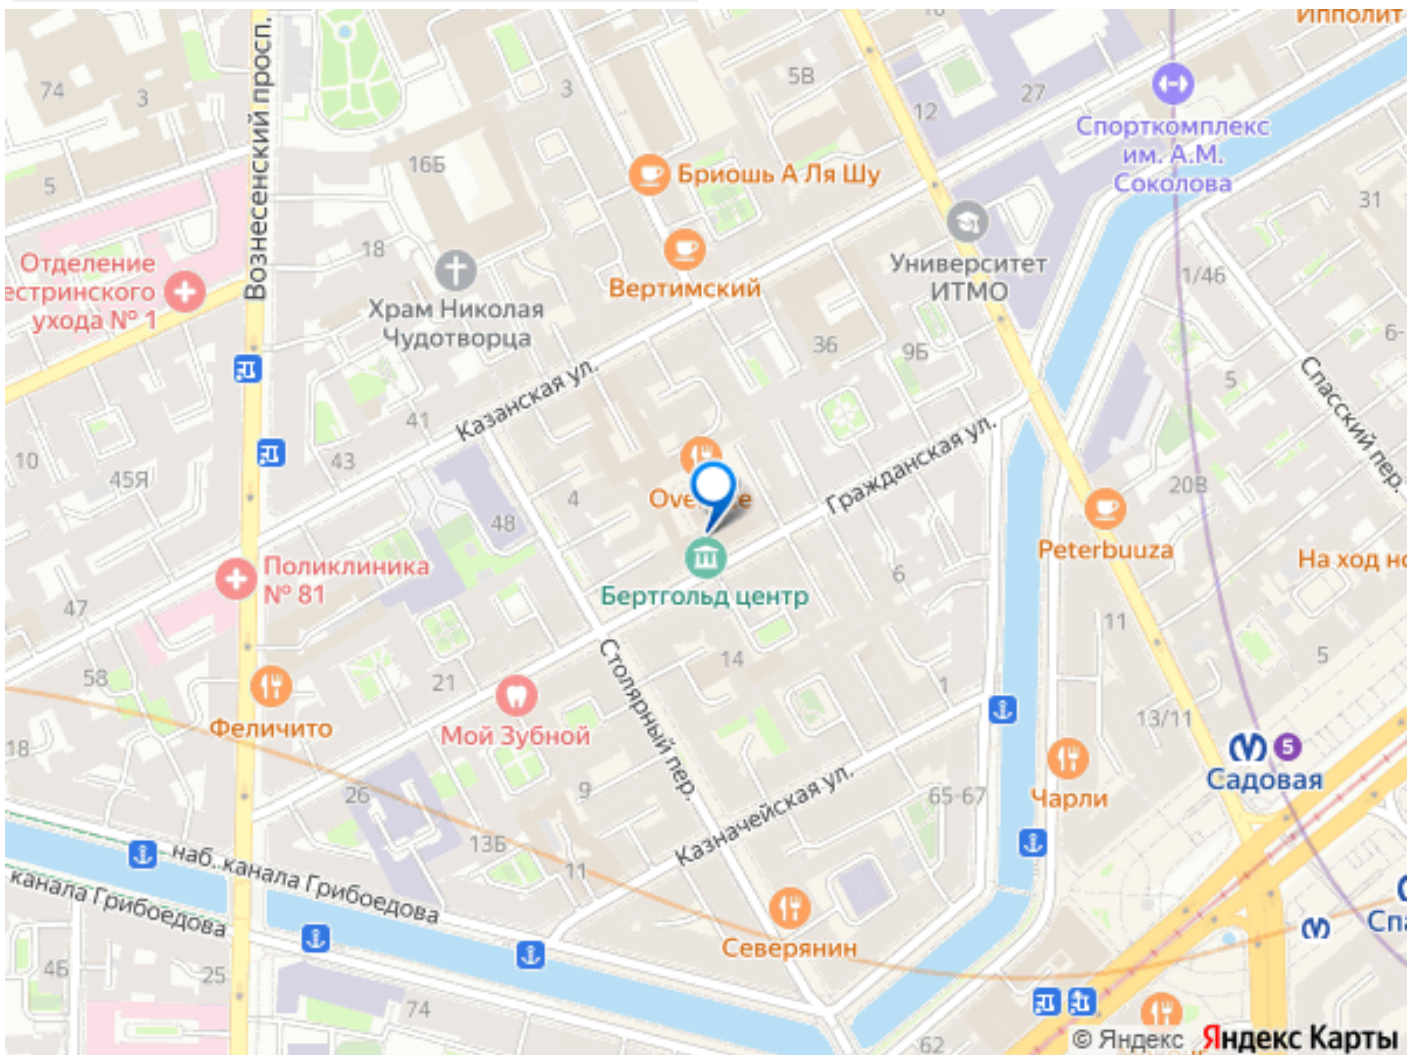 Ипполит
74
3
3
5В
12
27
Спорткомплекс
им. А.М.
Соколова
Вознесенский просп.
16Б
Бриошь А Ля Шу
5
31
18
Отделение
естринского
ухода № 1
Храм Николая
Чудотворца
Вертимский
Университет
ИТМО
1/46
36
9Б
6-
5
Спасский пер.
Казанская ул.
41
43
10
45Я
4
48
Гражданская ул.
20В
Peterbuuza
На ход но
Поликлиника
№ 81
Бертгольд центр
6
47
11
14
5
58
21
1
Столярный пер.
Мой Зубной
Феличито
18
13/11
5
Садовая
26
9
65-67
Чарли
Казначейская ул.
13Б
11
наб. канала Грибоедова
канала Грибоедова
Северянин
Спа
4Б
25
74
62
© Яндекс Яндекс Карты